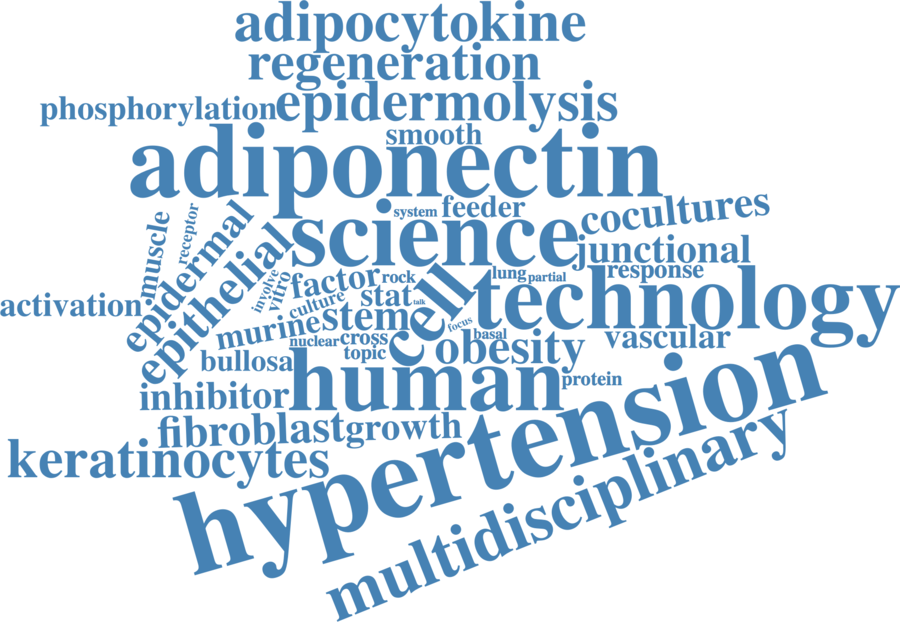 adipocytokine
regeneration
phosphorylation
epidermolysis
smooth
adiponectin
system
feeder
cocultures
science
junctional
muscle
receptor
epidermal
epithelial
involve
vitro
factor
rock
cell
lung
partial
response
technology
activation
culture
stat
talk
murine
stem
focus
basal
nuclear
cross
topic
obesity
vascular
bullosa
human
protein
inhibitor
hypertension
fibroblast
growth
keratinocytes
multidisciplinary